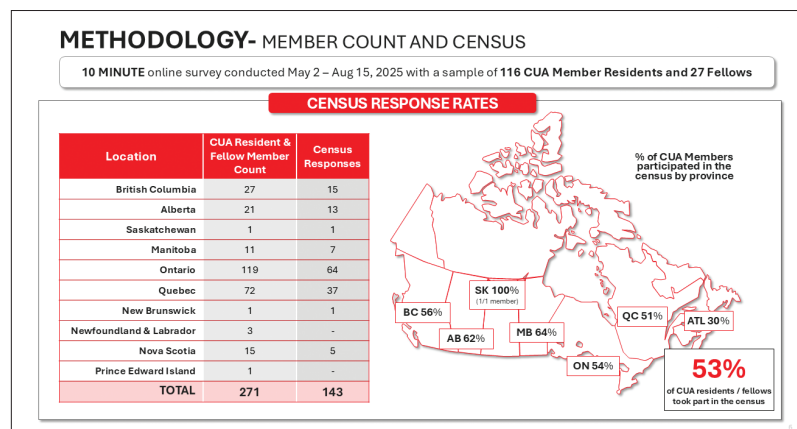 METHODOLOGY- MEMBER COUNT AND CENSUS
10 MINUTE online survey conducted May 2 – Aug 15, 2025 with a sample of 116 CUA Member Residents and 27 Fellows
CENSUS RESPONSE RATES
Location CUA Resident & Fellow Member Count Census Responses
British Columbia 27 15
Alberta 21 13
Saskatchewan 1 1
Manitoba 11 7
Ontario 119 64
Quebec 72 37
New Brunswick 1 1
Newfoundland & Labrador 3 -
Nova Scotia 15 5
Prince Edward Island 1 -
TOTAL 271 143
% of CUA Members
participated in the
census by province
SK 100%
(1/1 member)
BC 56%
AB 62%
MB 64%
QC 51%
ATL 30%
ON 54%
53%
of CUA residents / fellows
took part in the census